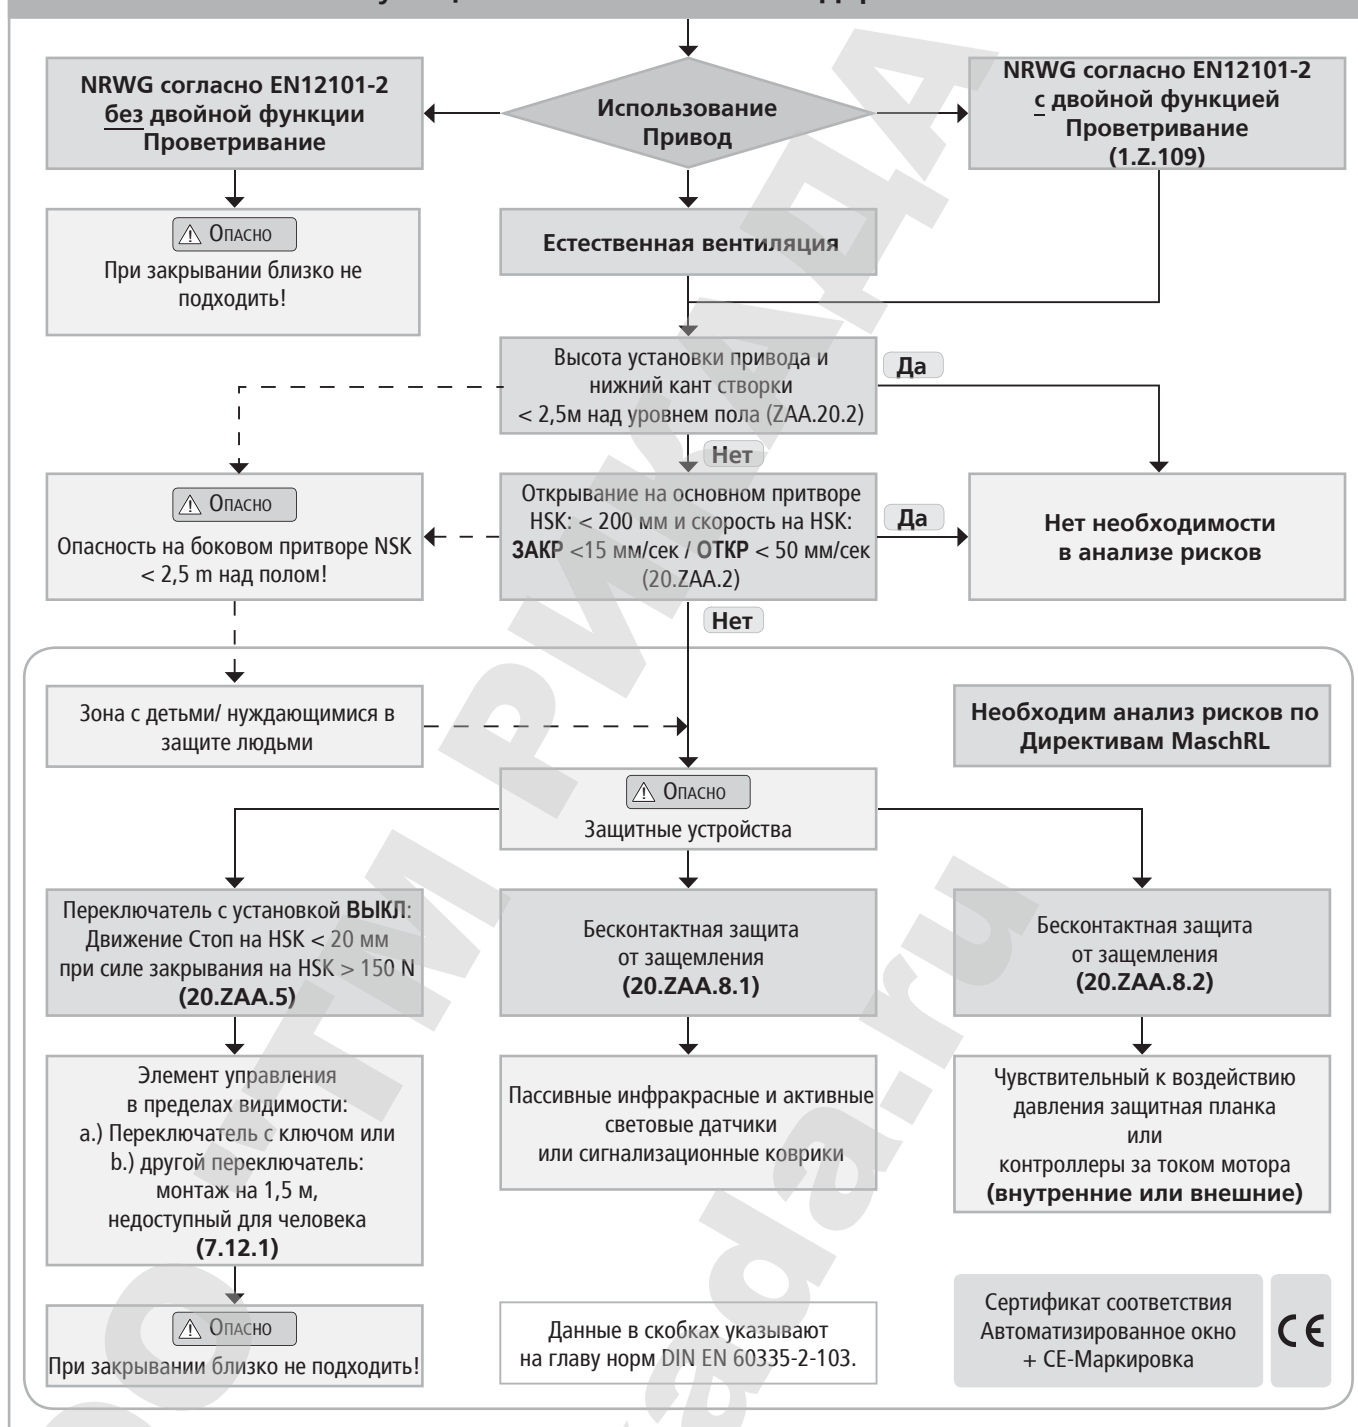 NRWG согласно EN12101-2
без двойной функции
Проветривание
Использование
Привод
NRWG согласно EN12101-2
с двойной функцией
Проветривание
(1.Z.109)
Опасно
При закрывании близко не
подходить!
Естественная вентиляция
Высота установки привода и
нижний кант створки
< 2,5м над уровнем пола (ZAA.20.2)
Да
Нет
Опасно
Опасность на боковом притворе NSK
< 2,5 m над полом!
Открывание на основном притворе
HSK: < 200 мм и скорость на HSK:
ЗАКР <15 мм/сек / ОТКР < 50 мм/сек
(20.ZAA.2)
Да
Нет необходимости
в анализе рисков
Нет
Зона с детьми/ нуждающимися в
защите людьми
Необходим анализ рисков по
Директивам MaschRL
Опасно
Защитные устройства
Переключатель с установкой ВЫКЛ:
Движение Стоп на HSK < 20 мм
при силе закрывания на HSK > 150 N
(20.ZAA.5)
Бесконтактная защита
от защемления
(20.ZAA.8.1)
Бесконтактная защита
от защемления
(20.ZAA.8.2)
Элемент управления
в пределах видимости:
a.) Переключатель с ключом или
b.) другой переключатель:
монтаж на 1,5 м,
недоступный для человека
(7.12.1)
Пассивные инфракрасные и активные
световые датчики
или сигнализационные коврики
Чувствительный к воздействию
давления защитная планка
или
контроллеры за током мотора
(внутренние или внешние)
Опасно
При закрывании близко не подходить!
Данные в скобках указывают
на главу норм DIN EN 60335-2-103.
Сертификат соответствия
Автоматизированное окно
+ CE-Маркировка
CE
ТМ РИКАДА
ada.ru